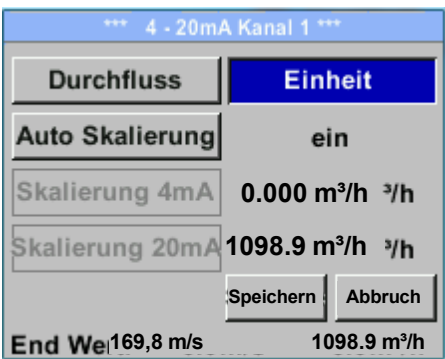 *** 4 - 20mA Kanal 1 ***
Durchfluss Einheit
Auto Skalierung ein
Skalierung 4mA 0.000 m³/h ³/h
Skalierung 20mA 1098.9 m³/h ³/h
Speichern Abbruch
End We 169,8 m/s 1098.9 m³/h